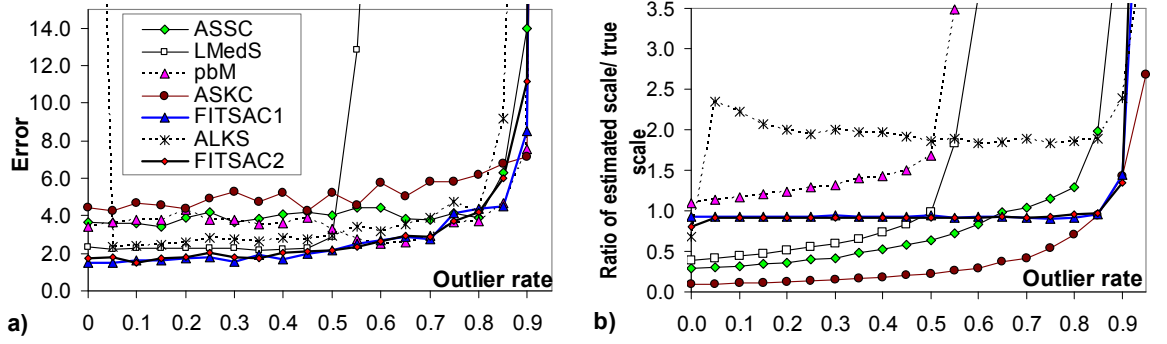 14.0
12.0
10.0
8.0
6.0
4.0
2.0
0.0
Error
ASSC
LMedS
pbM
ASKC
FITSAC1
ALKS
FITSAC2
Outlier rate
0 0.1 0.2 0.3 0.4 0.5 0.6 0.7 0.8 0.9
a)
3.5
3.0
2.5
2.0
1.5
1.0
0.5
0.0
Ratio of estimated scale/ true
scale
Outlier rate
0.0 0.1 0.2 0.3 0.4 0.5 0.6 0.7 0.8 0.9
b)